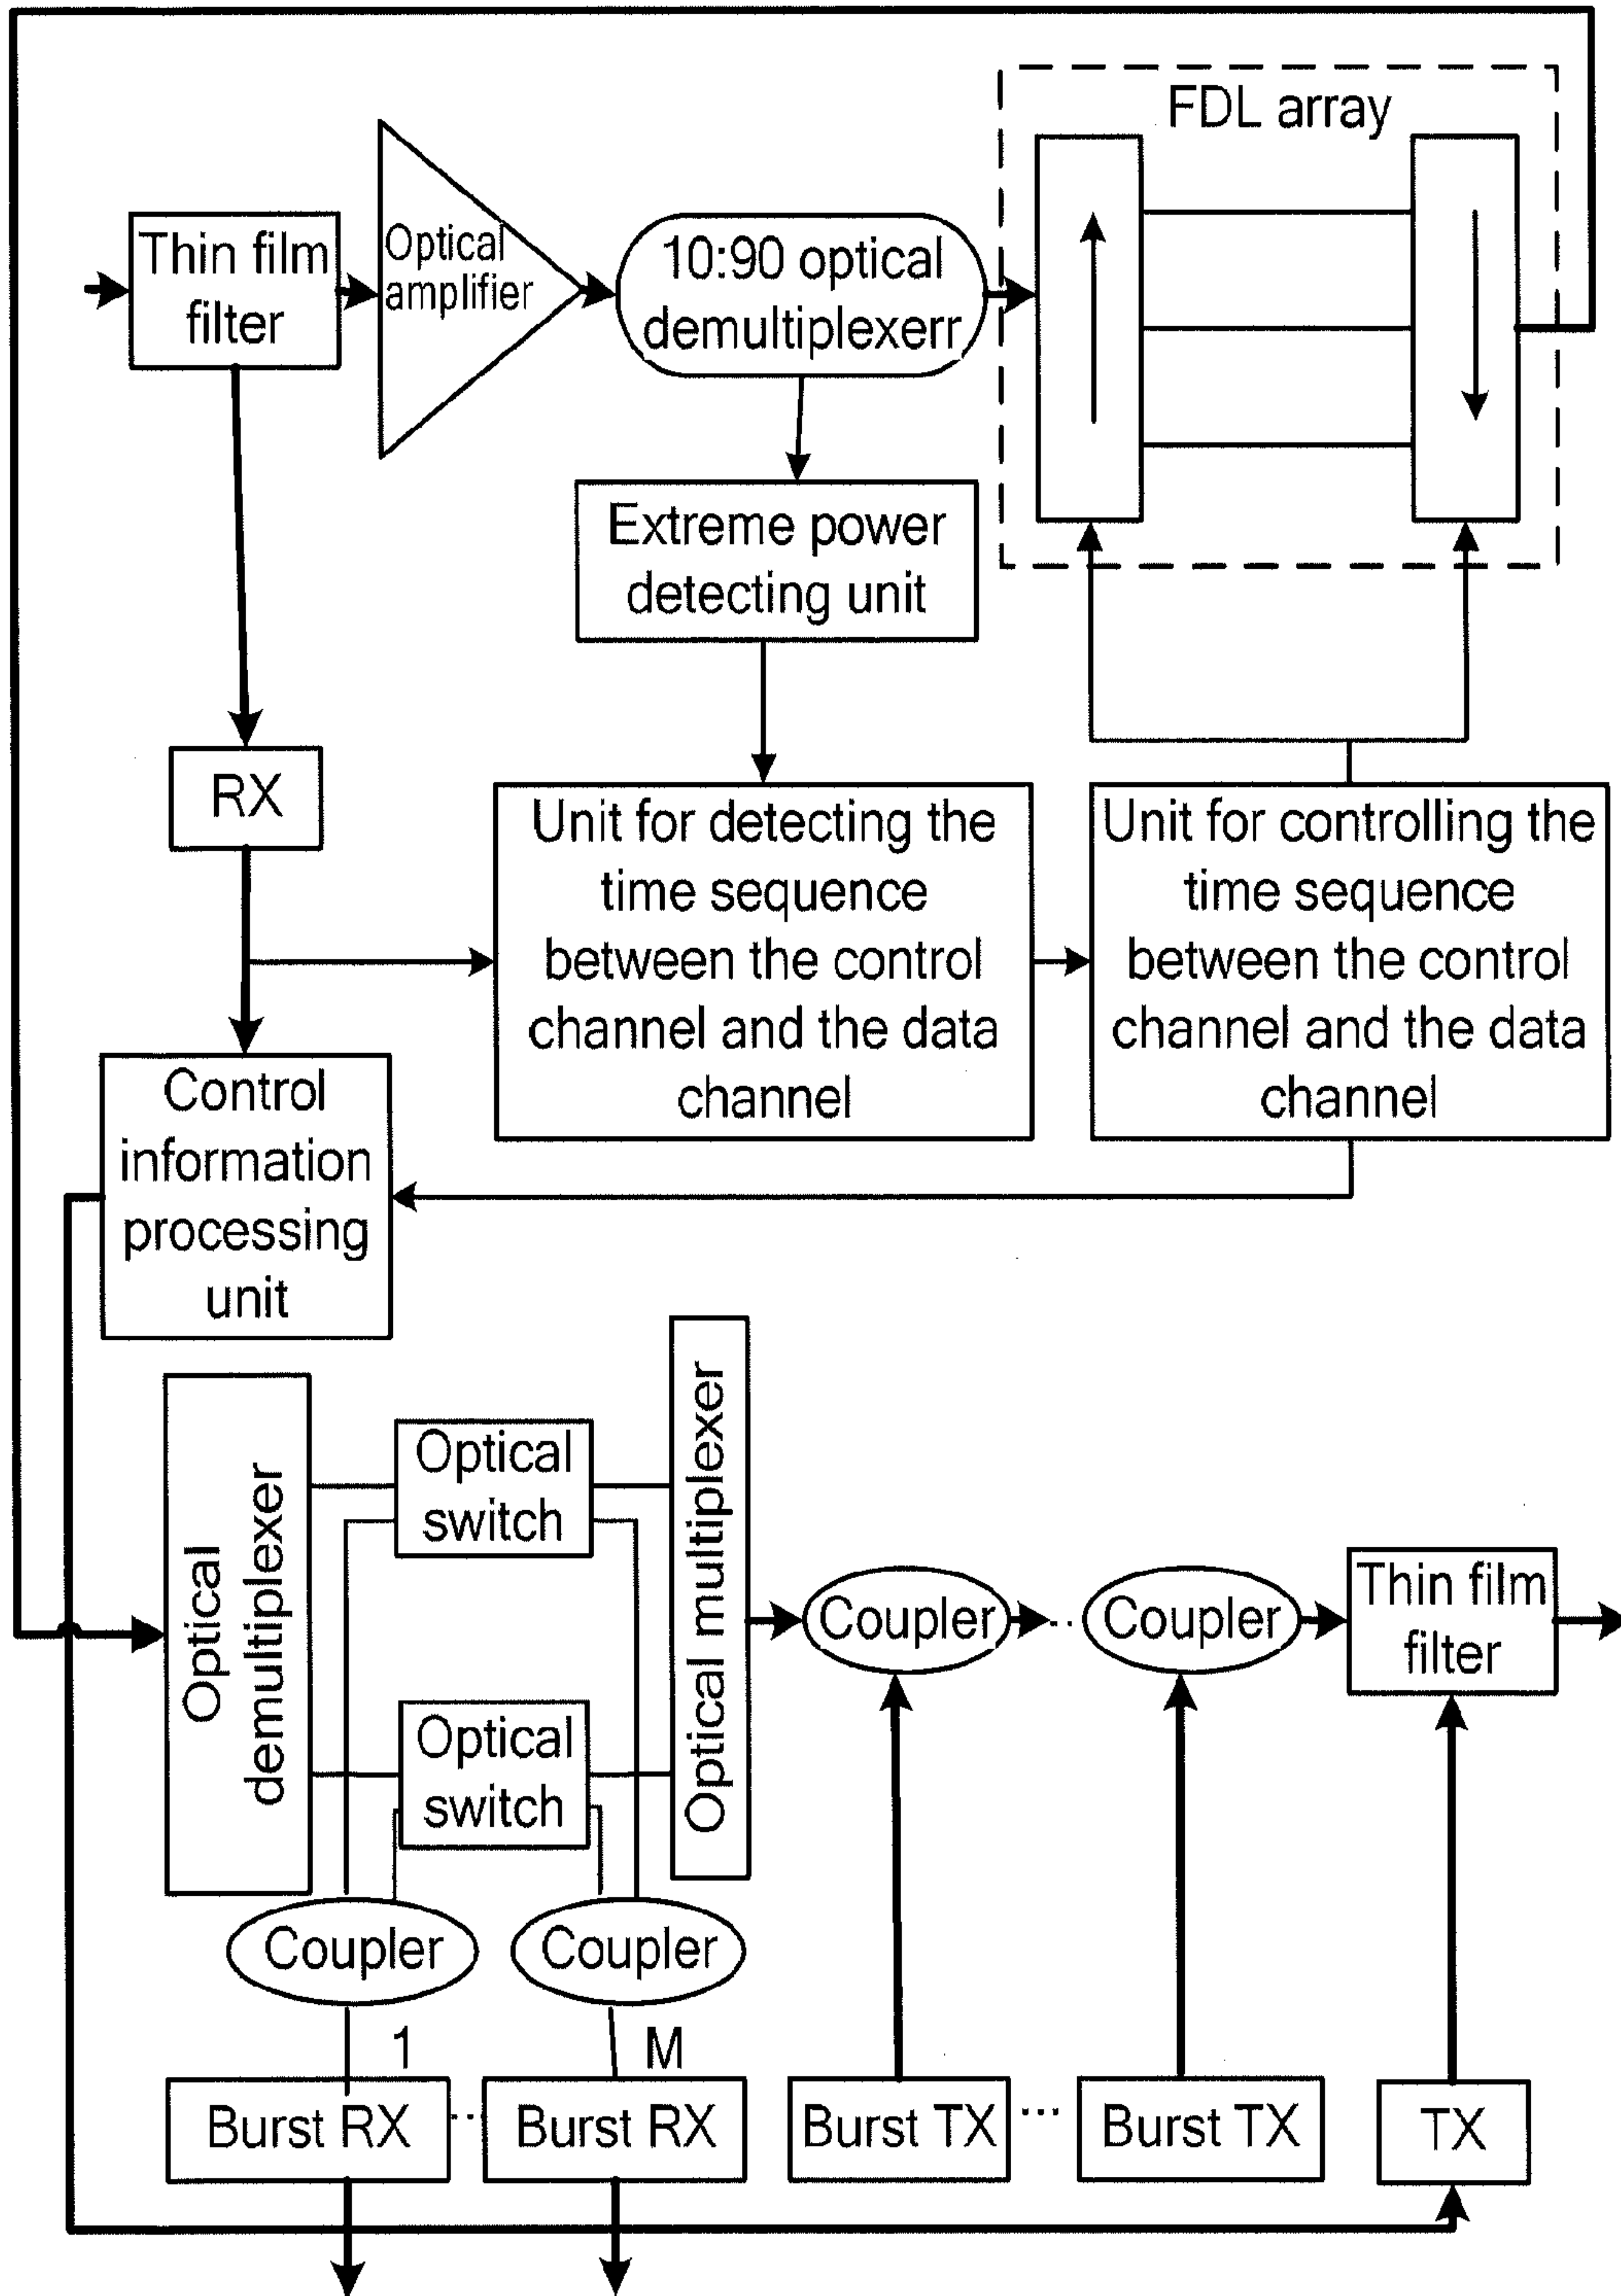 FDL array
Thin film
filter
Optical
amplifier
10:90 optical
demultiplexerr
Extreme power
detecting unit
RX
Unit for detecting the
time sequence
between the control
channel and the data
channel
Unit for controlling the
time sequence
between the control
channel and the data
channel
Control
information
processing
unit
Optical
demultiplexer
Optical
switch
Optical
switch
Optical multiplexer
Coupler
...
Coupler
Thin film
filter
Coupler
Coupler
1
M
Burst RX
...
Burst RX
Burst TX
...
Burst TX
TX